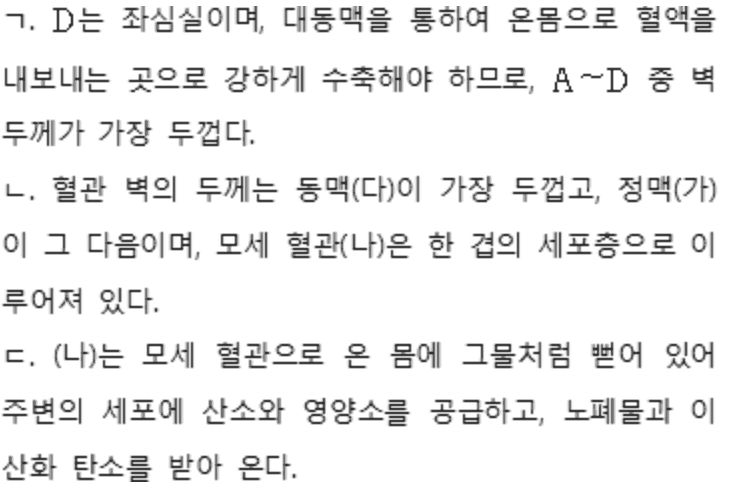 ㄱ. D는 좌심실이며, 대동맥을 통하여 온몸으로 혈액을
내보내는 곳으로 강하게 수축해야 하므로, A～D 중 벽
두께가 가장 두껍다.
ㄴ. 혈관 벽의 두께는 동맥(다)이 가장 두껍고, 정맥(가)
이 그 다음이며, 모세 혈관(나)은 한 겹의 세포층으로 이
루어져 있다.
ㄷ. (나)는 모세 혈관으로 온 몸에 그물처럼 뻗어 있어
주변의 세포에 산소와 영양소를 공급하고, 노폐물과 이
산화 탄소를 받아 온다.